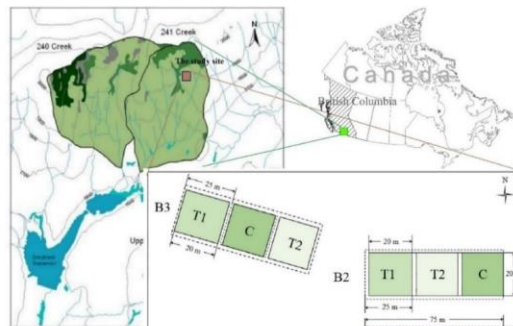 240 Creek
241 Creek
N
The study site
Canada
British Columbia
Upp
N
B3
25 m
T1
C
T2
20 m
B2
20 m
T1
T2
C
20
25 m
75 m